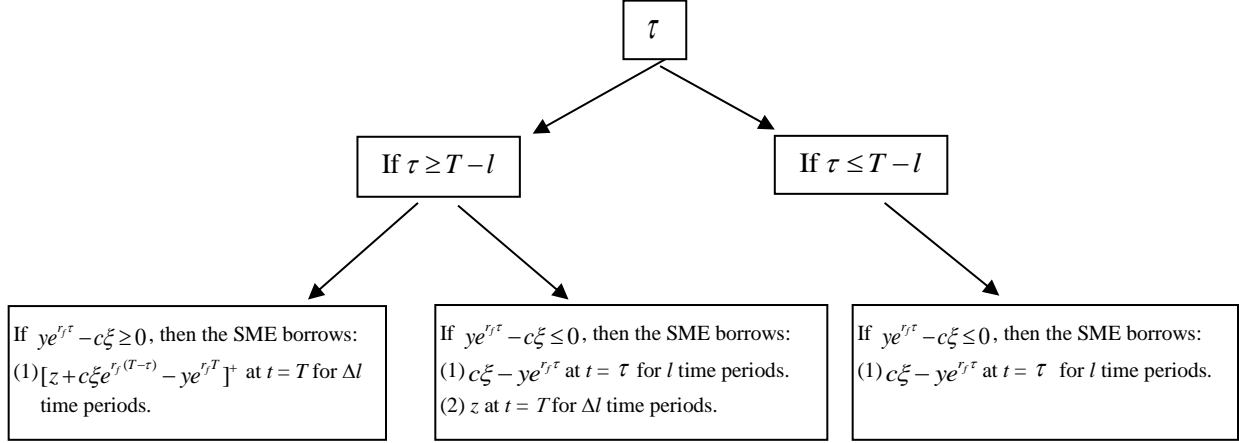 τ
If τ ≥ T − l
If τ ≤ T − l
If ye^{r_f τ} − cξ ≥ 0, then the SME borrows:
(1) [z + cξe^{r_f (T−τ)} − ye^{r_f T}]^+ at t = T for Δl
time periods.
If ye^{r_f τ} − cξ ≤ 0, then the SME borrows:
(1) cξ − ye^{r_f τ} at t = τ for l time periods.
(2) z at t = T for Δl time periods.
If ye^{r_f τ} − cξ ≤ 0, then the SME borrows:
(1) cξ − ye^{r_f τ} at t = τ for l time periods.